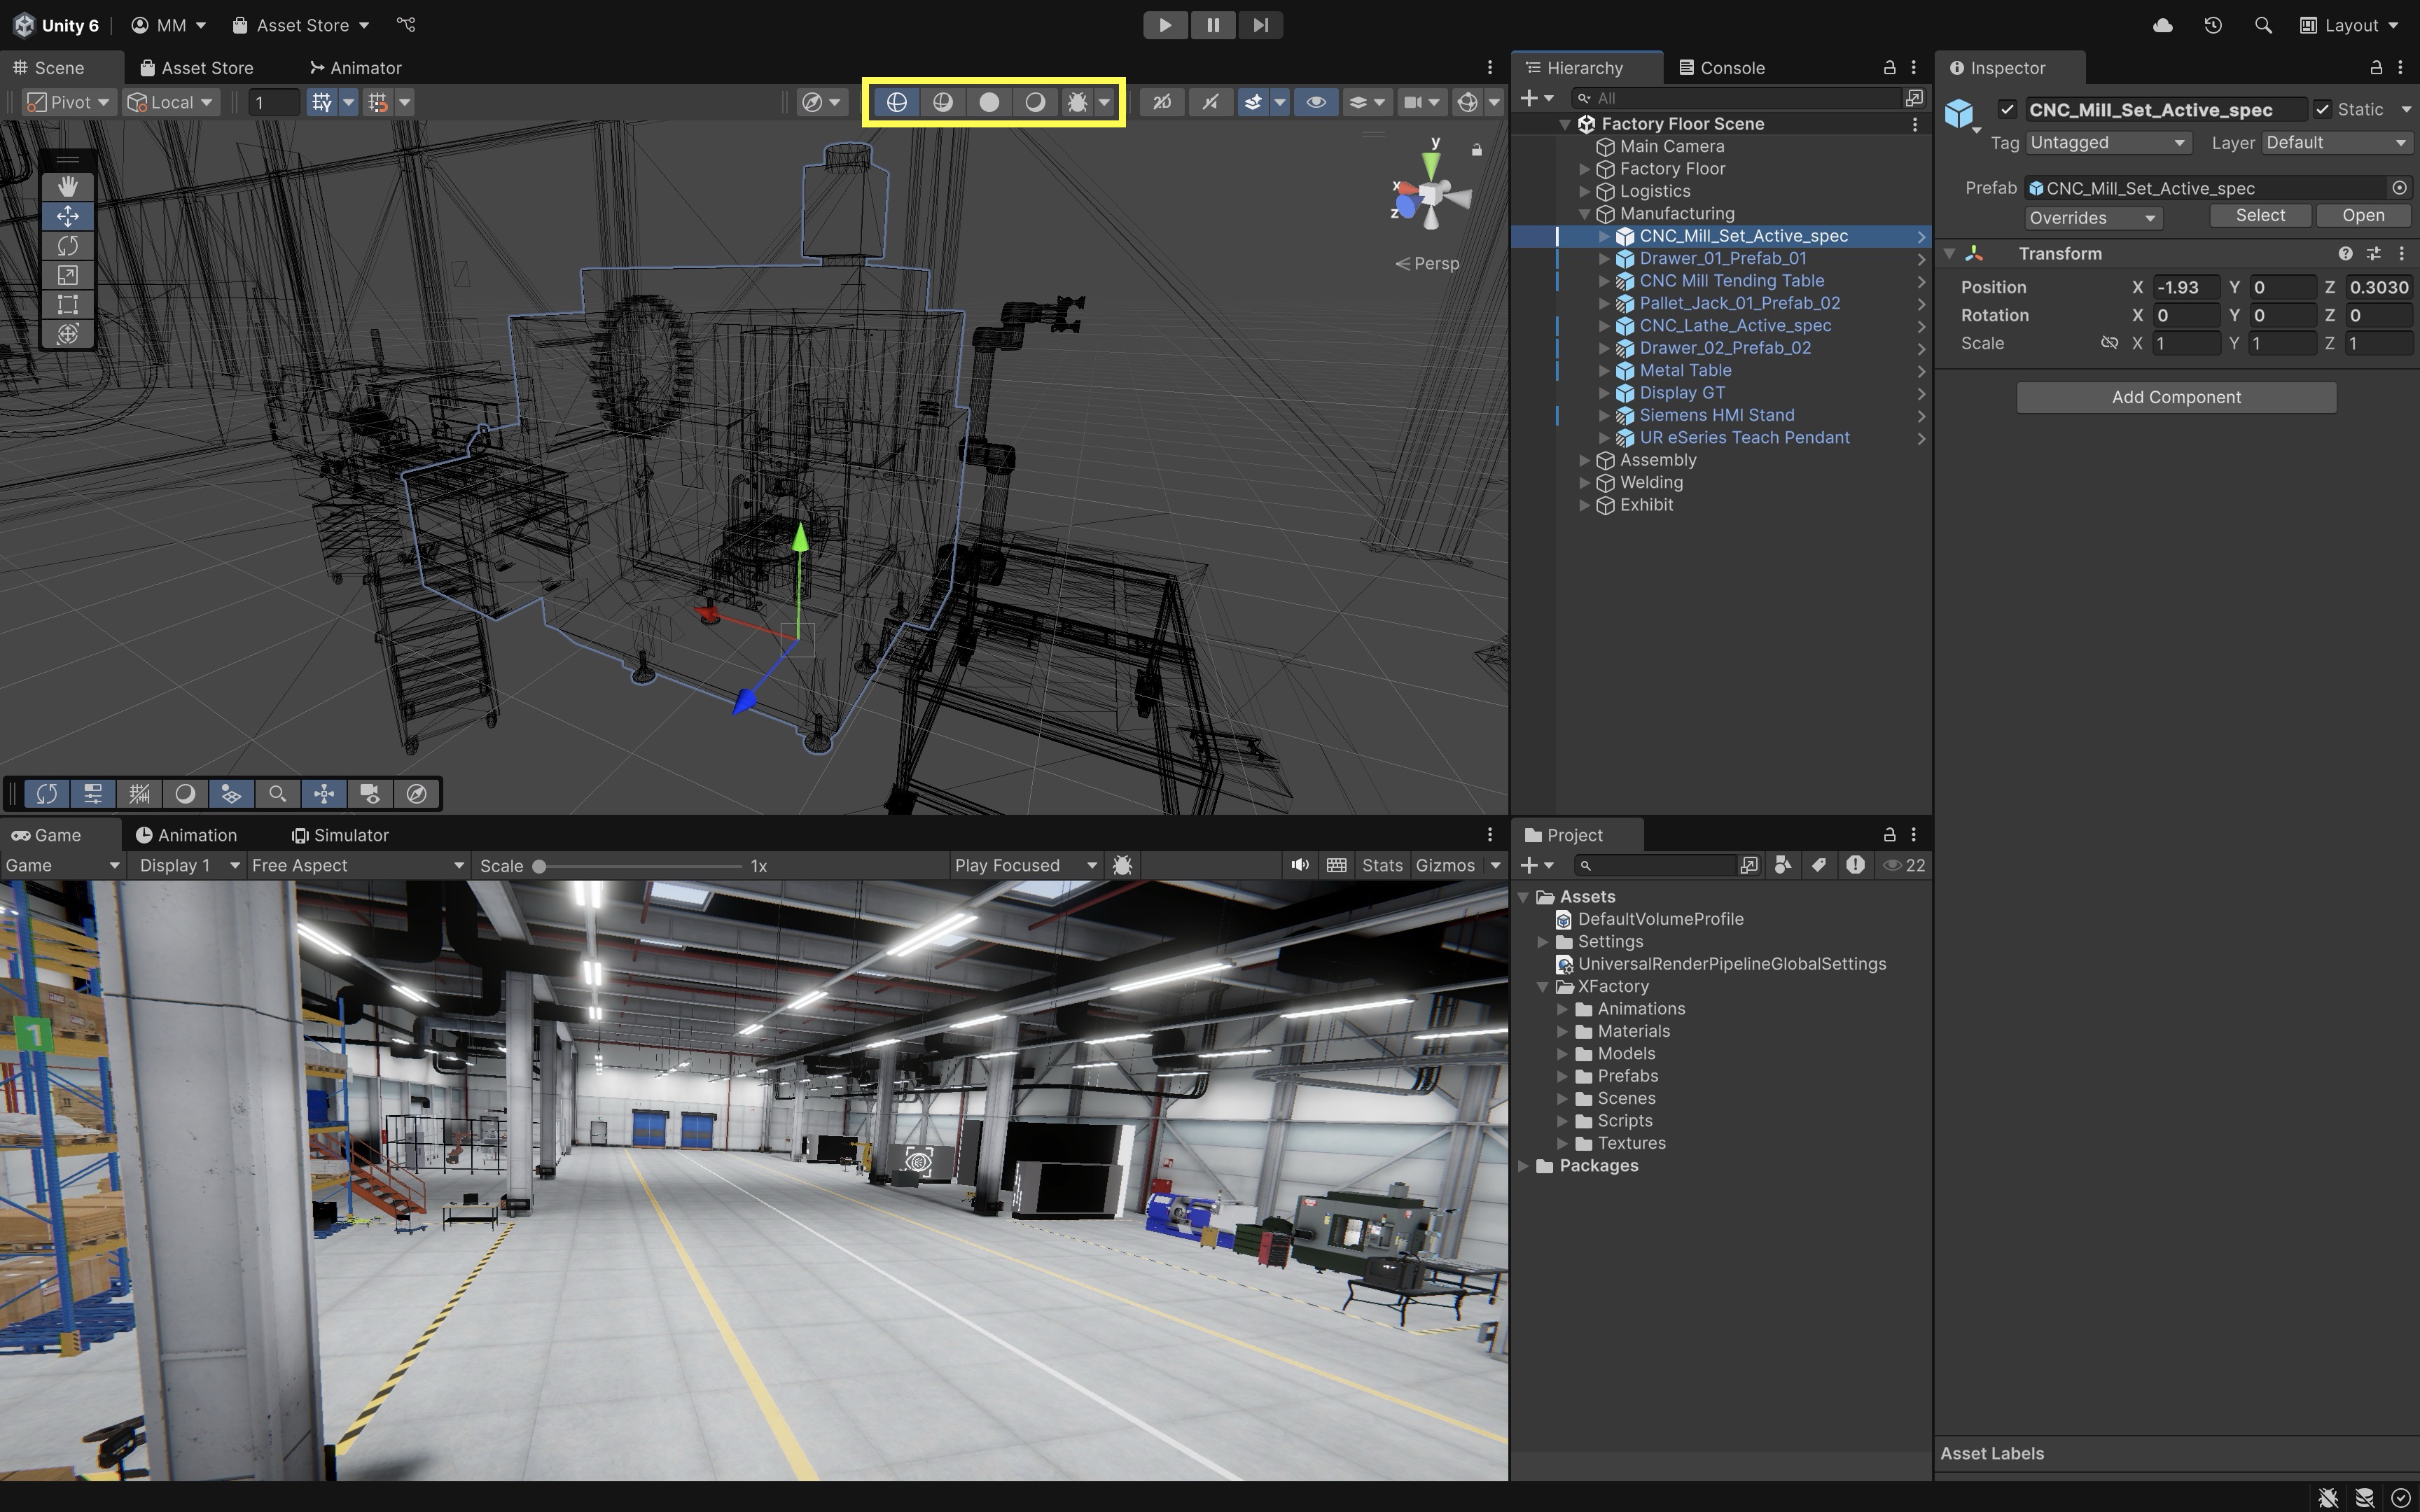 Unity 6 MM Asset Store Layout
Scene Asset Store Animator
Pivot Local 1 2D
y
x
z
Persp
Hierarchy Console
All
Factory Floor Scene
Main Camera
Factory Floor
Logistics
Manufacturing
CNC_Mill_Set_Active_spec
Drawer_01_Prefab_01
CNC Mill Tending Table
Pallet_Jack_01_Prefab_02
CNC_Lathe_Active_spec
Drawer_02_Prefab_02
Metal Table
Display GT
Siemens HMI Stand
UR eSeries Teach Pendant
Assembly
Welding
Exhibit
Inspector
CNC_Mill_Set_Active_spec Static
Tag Untagged Layer Default
Prefab CNC_Mill_Set_Active_spec
Overrides Select Open
Transform
Position X -1.93 Y 0 Z 0.3030
Rotation X 0 Y 0 Z 0
Scale X 1 Y 1 Z 1
Add Component
Game Animation Simulator
Game Display 1 Free Aspect Scale 1x Play Focused Stats Gizmos
1
Project
22
Assets
DefaultVolumeProfile
Settings
UniversalRenderPipelineGlobalSettings
XFactory
Animations
Materials
Models
Prefabs
Scenes
Scripts
Textures
Packages
Asset Labels